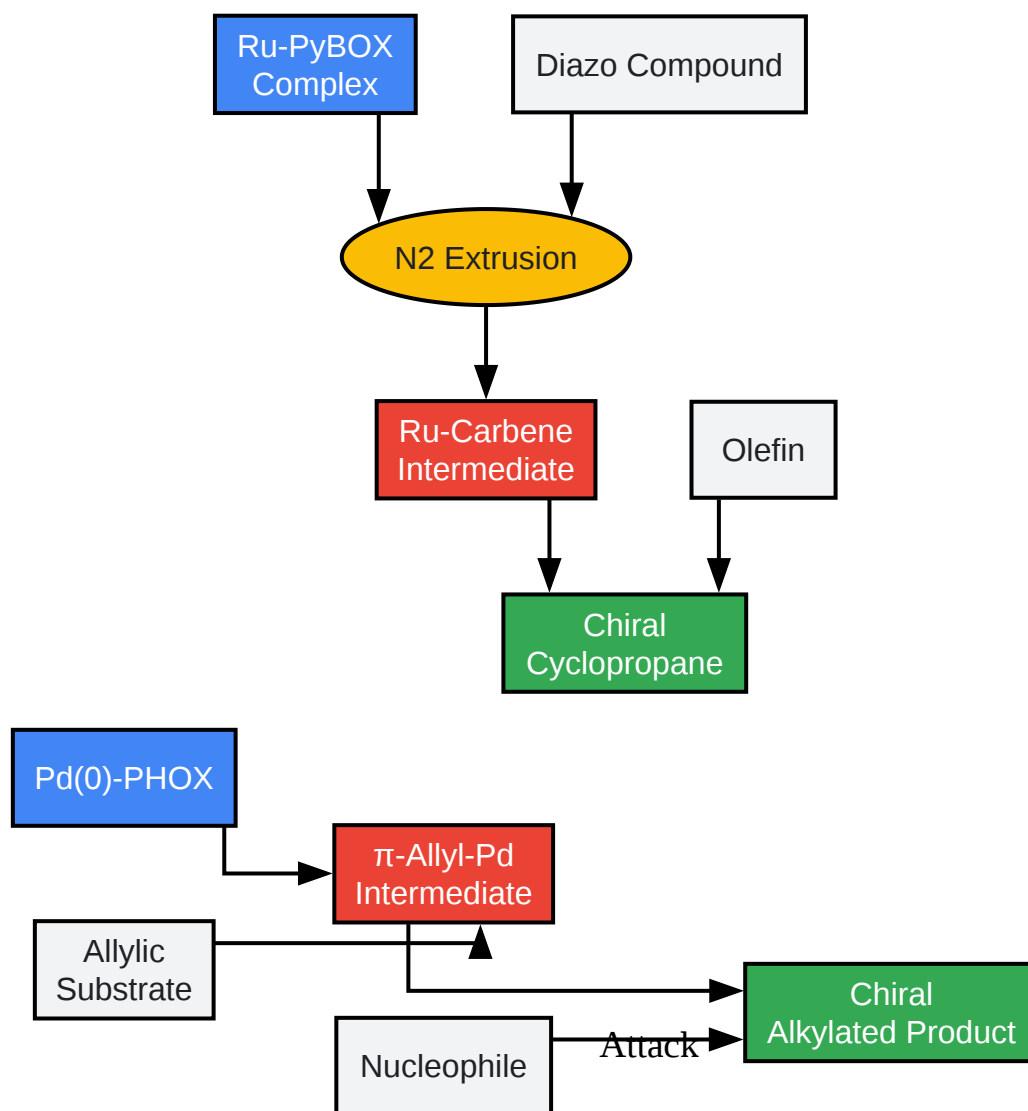 Ru-PyBOX
Complex
Diazo Compound
N2 Extrusion
Ru-Carbene
Intermediate
Olefin
Chiral
Cyclopropane
Pd(0)-PHOX
π-Allyl-Pd
Intermediate
Allylic
Substrate
Chiral
Alkylated Product
Nucleophile
Attack